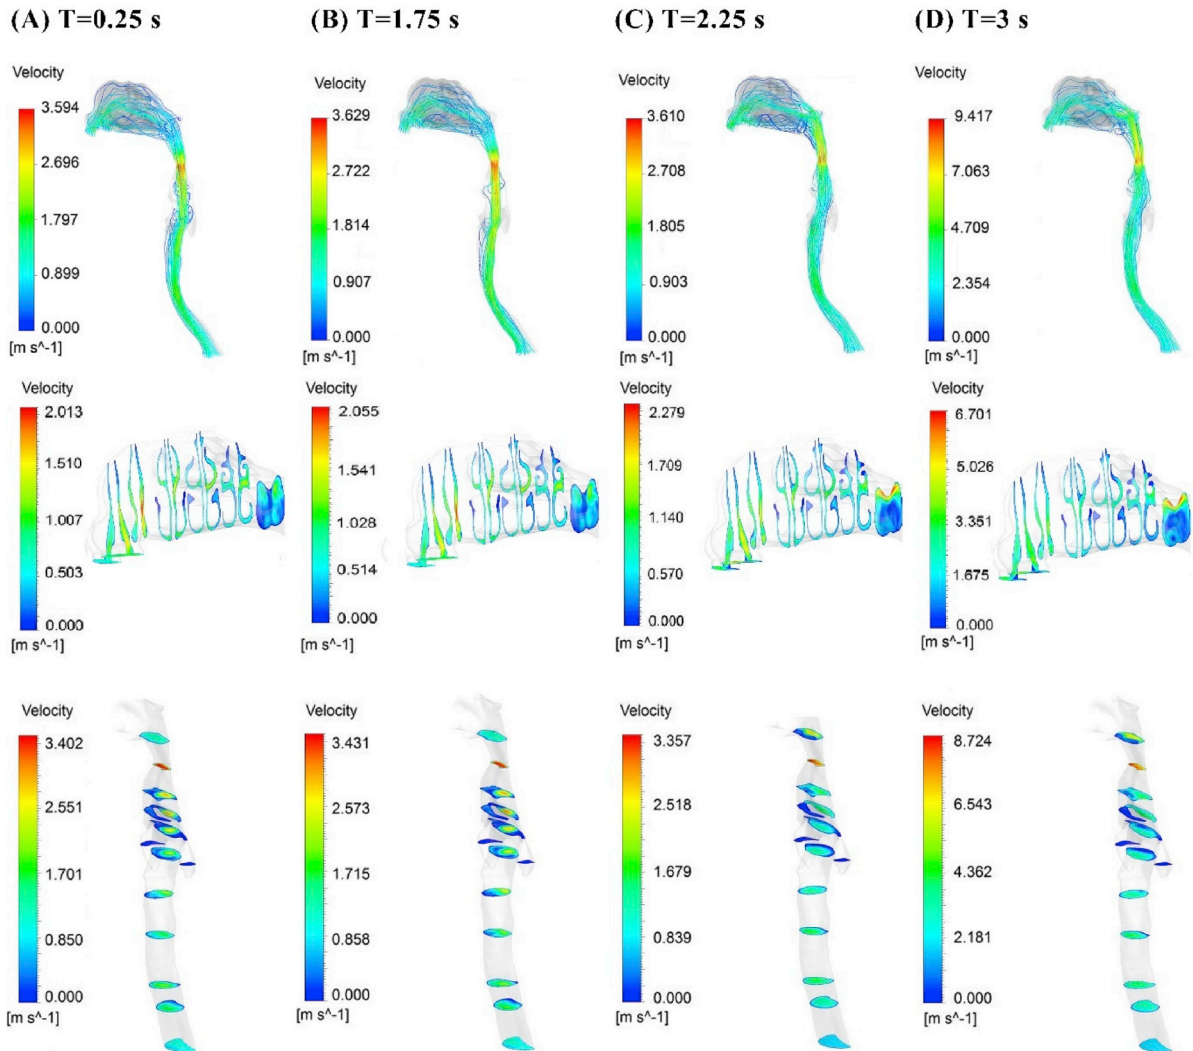 (A) T=0.25 s
(B) T=1.75 s
(C) T=2.25 s
(D) T=3 s
Velocity
3.594
2.696
1.797
0.899
0.000
[m s^-1]
Velocity
3.629
2.722
1.814
0.907
0.000
[m s^-1]
Velocity
3.610
2.708
1.805
0.903
0.000
[m s^-1]
Velocity
9.417
7.063
4.709
2.354
0.000
[m s^-1]
Velocity
2.013
1.510
1.007
0.503
0.000
[m s^-1]
Velocity
2.055
1.541
1.028
0.514
0.000
[m s^-1]
Velocity
2.279
1.709
1.140
0.570
0.000
[m s^-1]
Velocity
6.701
5.026
3.351
1.675
0.000
[m s^-1]
Velocity
3.402
2.551
1.701
0.850
0.000
[m s^-1]
Velocity
3.431
2.573
1.715
0.858
0.000
[m s^-1]
Velocity
3.357
2.518
1.679
0.839
0.000
[m s^-1]
Velocity
8.724
6.543
4.362
2.181
0.000
[m s^-1]